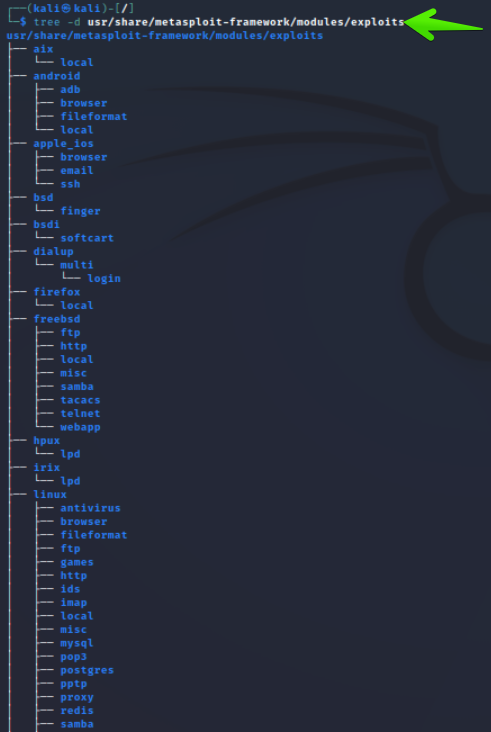 ┌──(kali㉿kali)-[/]
└─$ tree -d usr/share/metasploit-framework/modules/exploits
usr/share/metasploit-framework/modules/exploits
├── aix
│   └── local
├── android
│   ├── adb
│   ├── browser
│   ├── fileformat
│   └── local
├── apple_ios
│   ├── browser
│   ├── email
│   └── ssh
├── bsd
│   └── finger
├── bsdi
│   └── softcart
├── dialup
│   └── multi
│       └── login
├── firefox
│   └── local
├── freebsd
│   ├── ftp
│   ├── http
│   ├── local
│   ├── misc
│   ├── samba
│   ├── tacacs
│   ├── telnet
│   └── webapp
├── hpux
│   └── lpd
├── irix
│   └── lpd
├── linux
│   ├── antivirus
│   ├── browser
│   ├── fileformat
│   ├── ftp
│   ├── games
│   ├── http
│   ├── ids
│   ├── imap
│   ├── local
│   ├── misc
│   ├── mysql
│   ├── pop3
│   ├── postgres
│   ├── pptp
│   ├── proxy
│   ├── redis
│   ├── samba